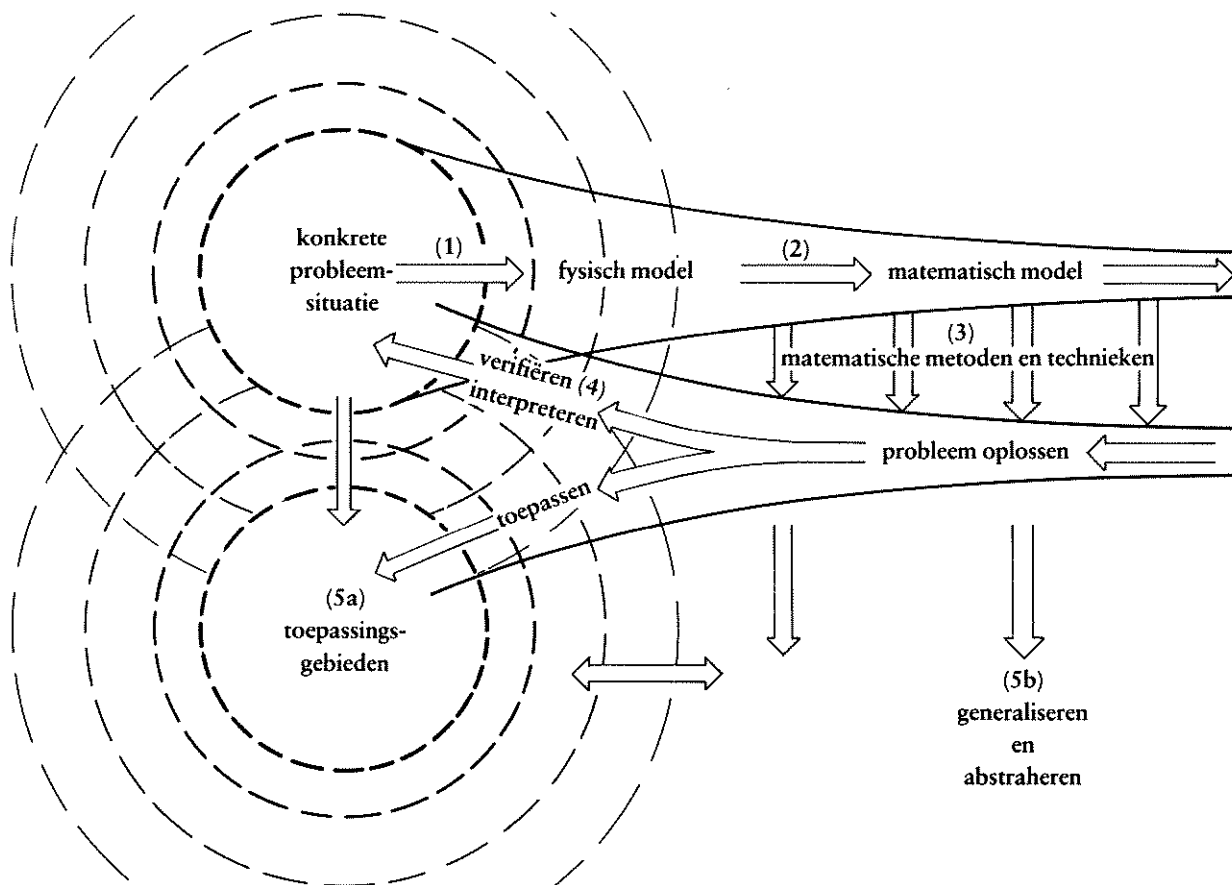 konkrete
probleem-
situatie
(1)
fysisch model
(2)
matematisch model
(3)
matematische metoden en technieken
verifiëren (4)
interpreteren
probleem oplossen
toepassen
(5a)
toepassings-
gebieden
(5b)
generaliseren
en
abstraheren